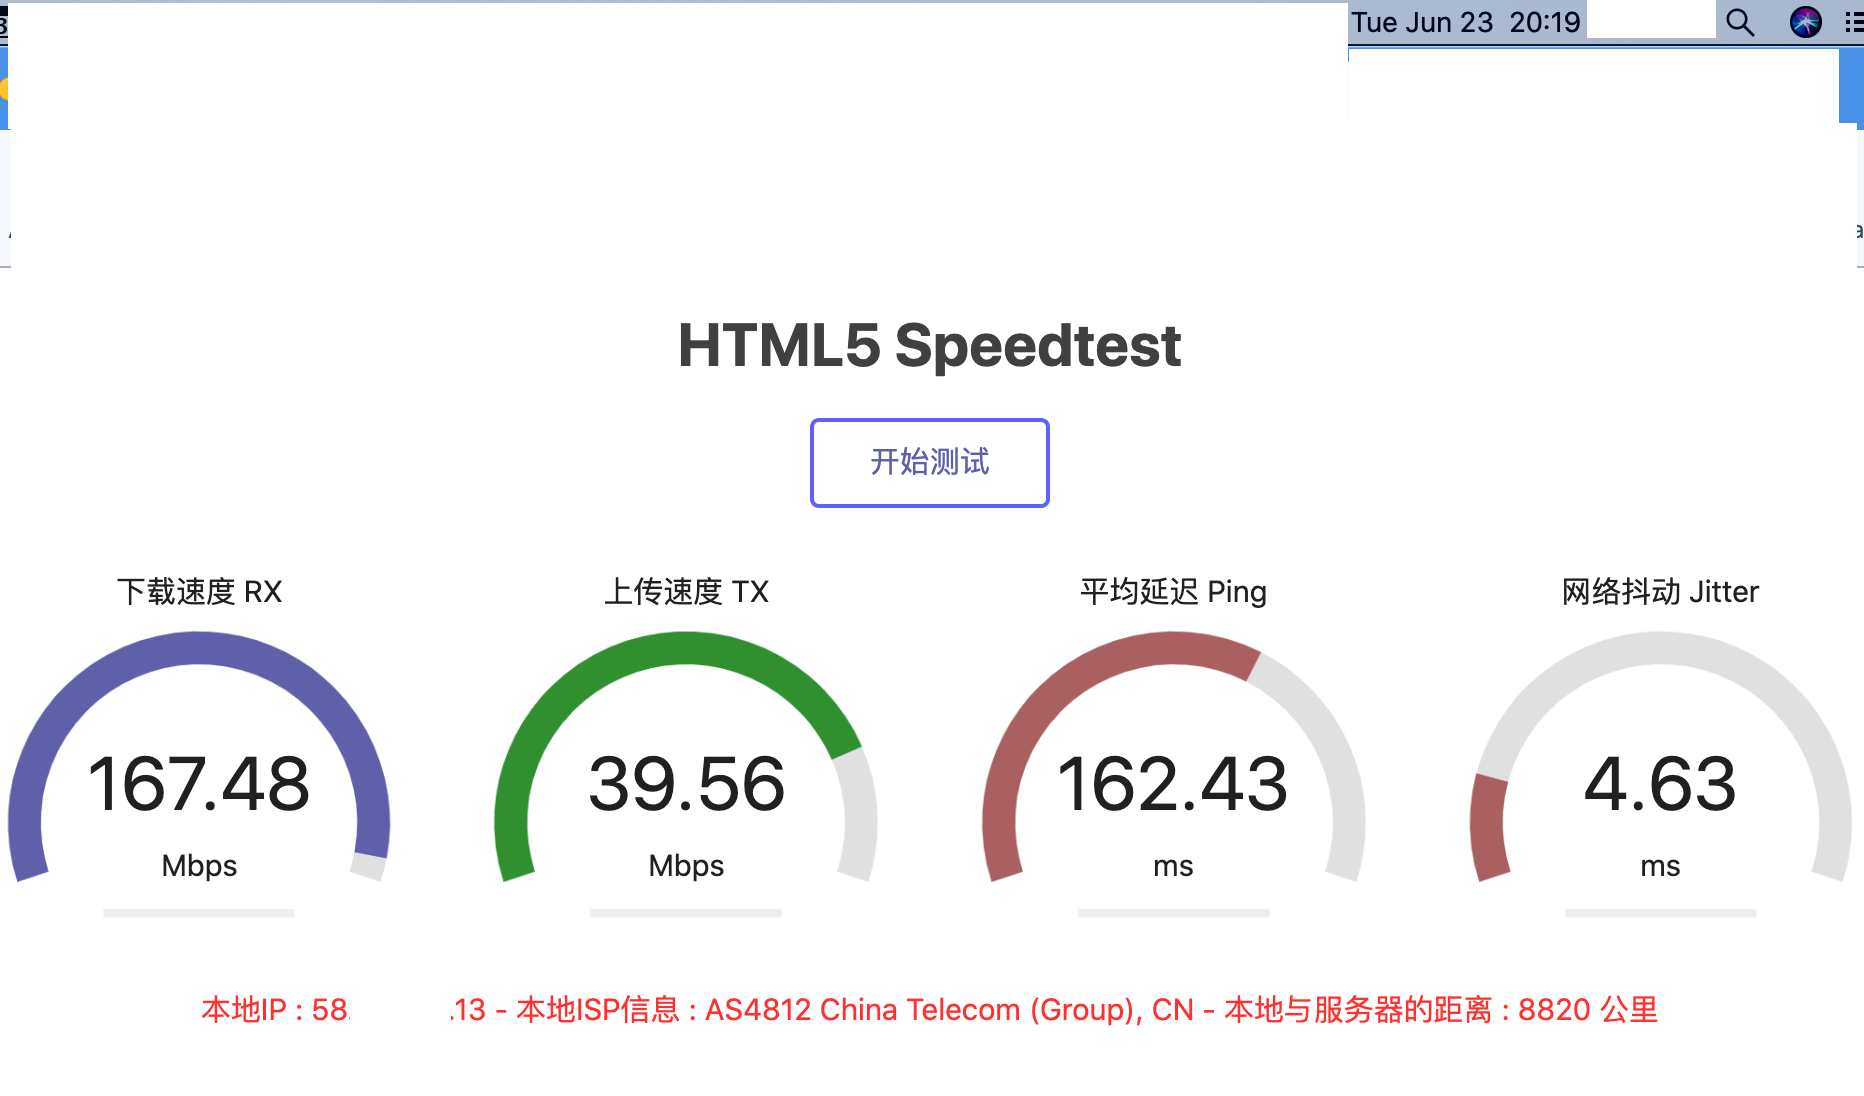 Tue Jun 23 20:19
HTML5 Speedtest
开始测试
下载速度 RX
上传速度 TX
平均延迟 Ping
网络抖动 Jitter
167.48
39.56
162.43
4.63
Mbps
Mbps
ms
ms
本地IP : 58. .13 - 本地ISP信息 : AS4812 China Telecom (Group), CN - 本地与服务器的距离 : 8820 公里